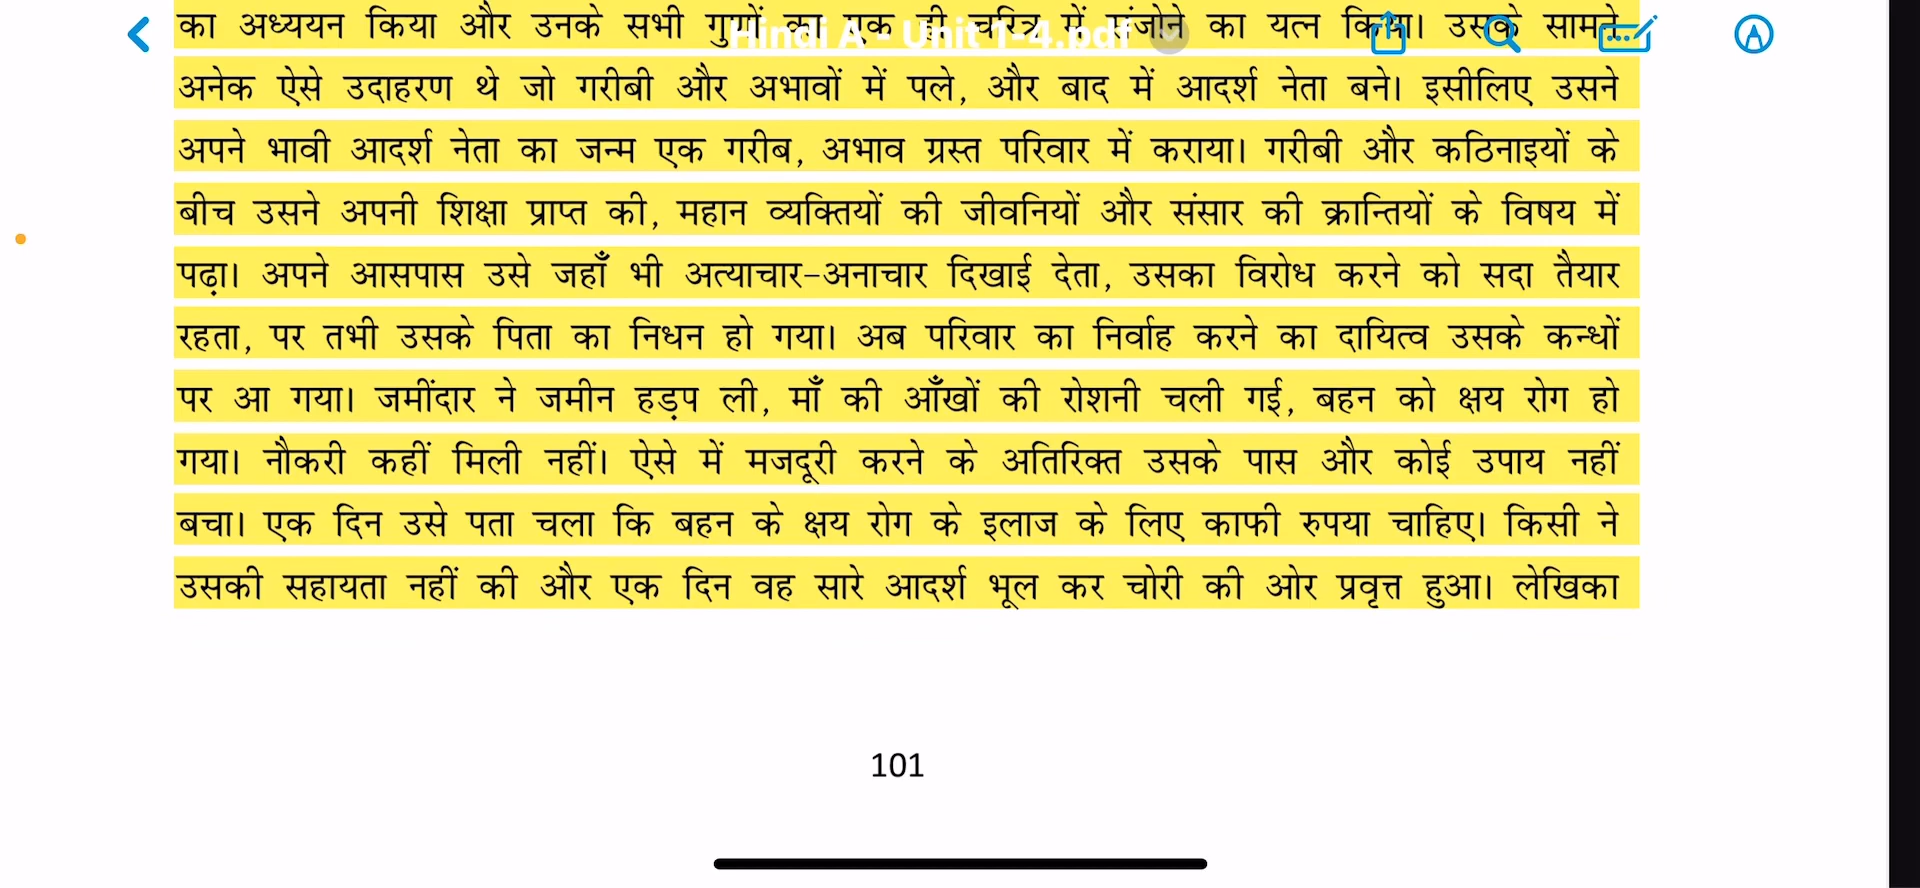 का अध्ययन किया और उनके सभी गुणों का एक ही चरित्र में संजोने का यत्न किया। उसके सामने
Hindi A - Unit 1-4.pdf
अनेक ऐसे उदाहरण थे जो गरीबी और अभावों में पले, और बाद में आदर्श नेता बने। इसीलिए उसने
अपने भावी आदर्श नेता का जन्म एक गरीब, अभाव ग्रस्त परिवार में कराया। गरीबी और कठिनाइयों के
बीच उसने अपनी शिक्षा प्राप्त की, महान व्यक्तियों की जीवनियों और संसार की क्रान्तियों के विषय में
पढ़ा। अपने आसपास उसे जहाँ भी अत्याचार-अनाचार दिखाई देता, उसका विरोध करने को सदा तैयार
रहता, पर तभी उसके पिता का निधन हो गया। अब परिवार का निर्वाह करने का दायित्व उसके कन्धों
पर आ गया। जमींदार ने जमीन हड़प ली, माँ की आँखों की रोशनी चली गई, बहन को क्षय रोग हो
गया। नौकरी कहीं मिली नहीं। ऐसे में मजदूरी करने के अतिरिक्त उसके पास और कोई उपाय नहीं
बचा। एक दिन उसे पता चला कि बहन के क्षय रोग के इलाज के लिए काफी रुपया चाहिए। किसी ने
उसकी सहायता नहीं की और एक दिन वह सारे आदर्श भूल कर चोरी की ओर प्रवृत्त हुआ। लेखिका
101